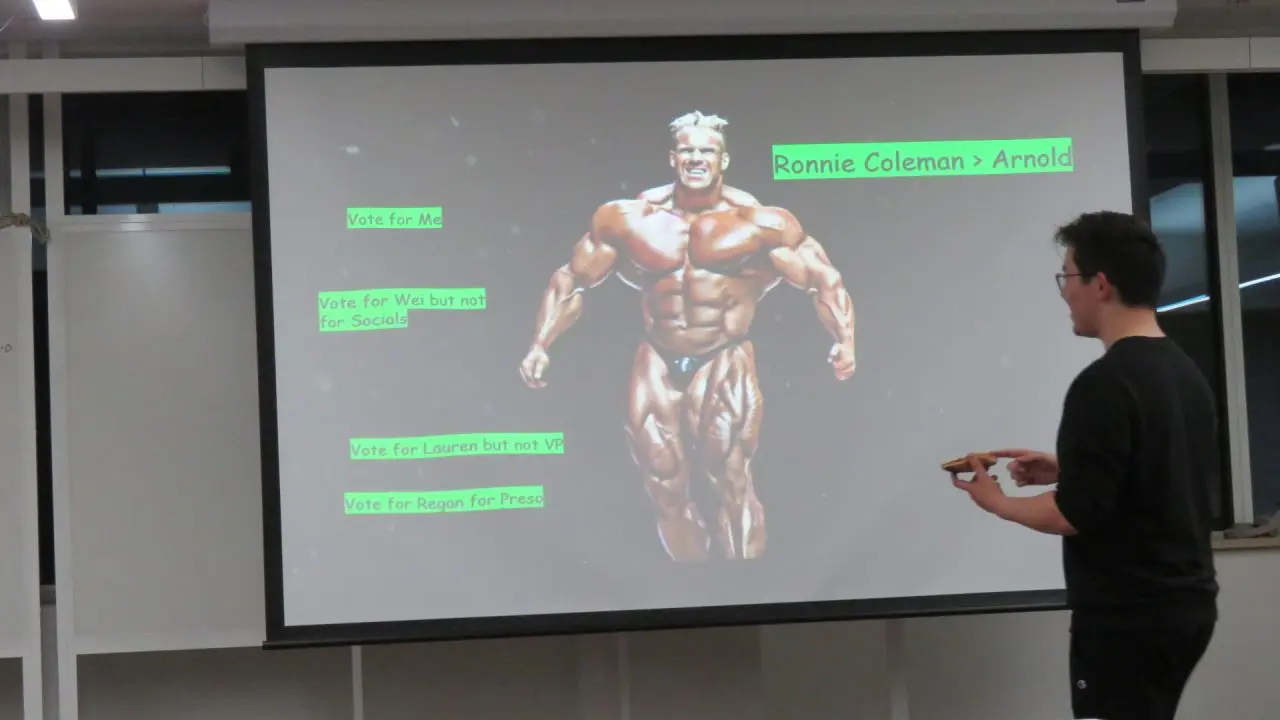 Ronnie Coleman > Arnold
Vote for Me
Vote for Wei but not
for Socials
Vote for Lauren but not VP
Vote for Regan for Preso